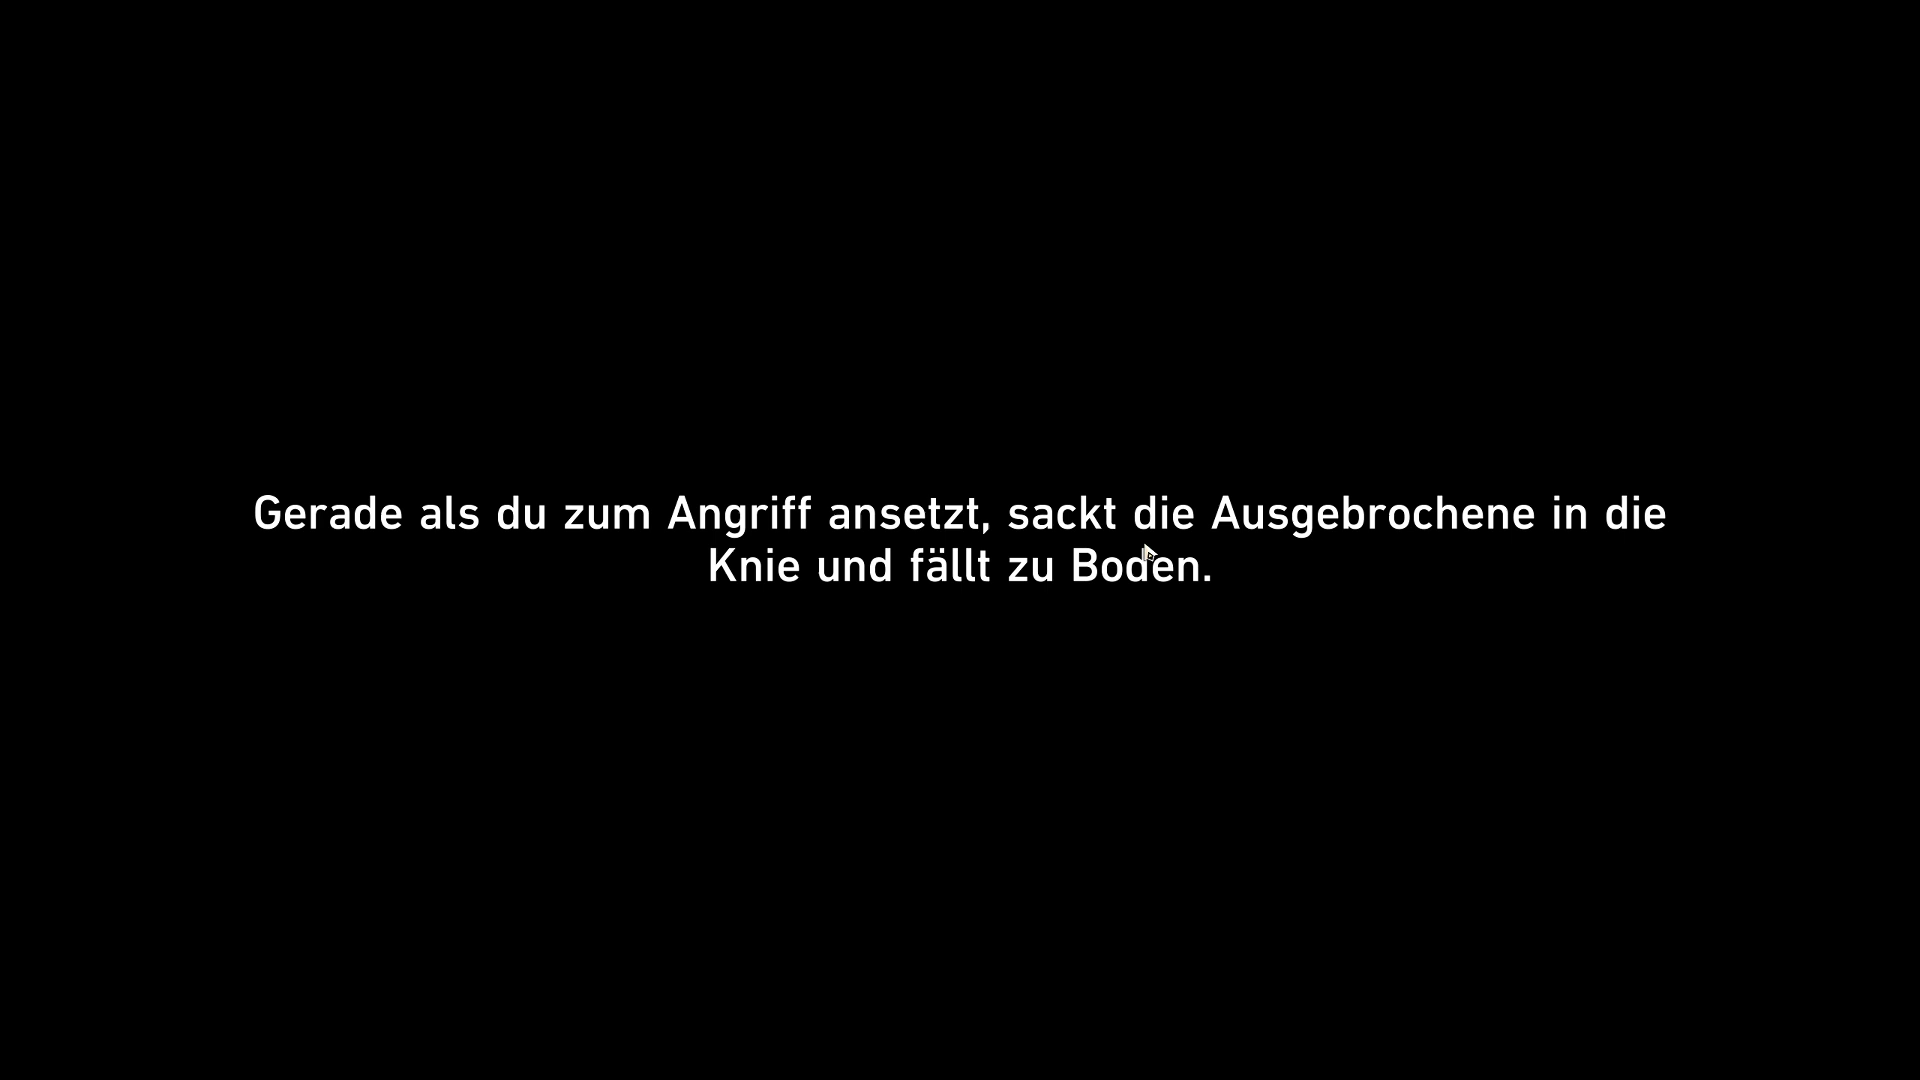 Gerade als du zum Angriff ansetzt, sackt die Ausgebrochene in die
Knie und fällt zu Boden.